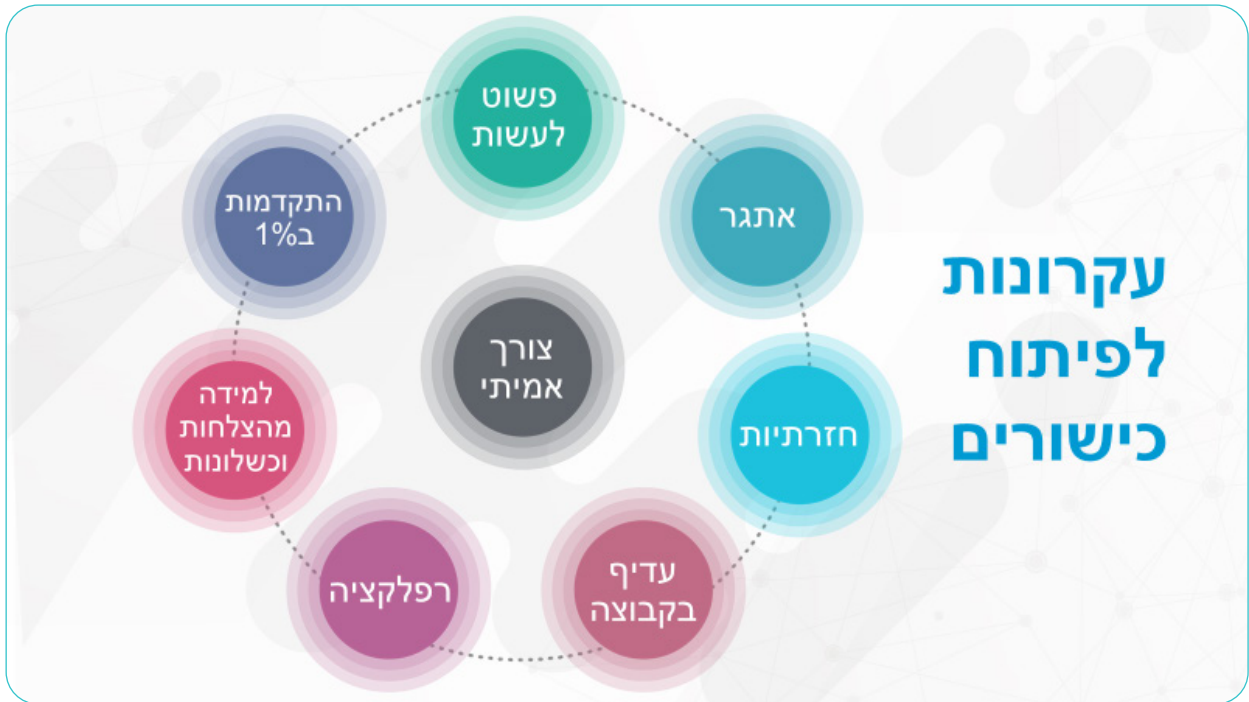 עקרונות
לפיתוח
כישורים
פשוט
לעשות
אתגר
חזרתיות
עדיף
בקבוצה
רפלקציה
למידה
מהצלחות
וכשלונות
התקדמות
ב1%
צורך
אמיתי